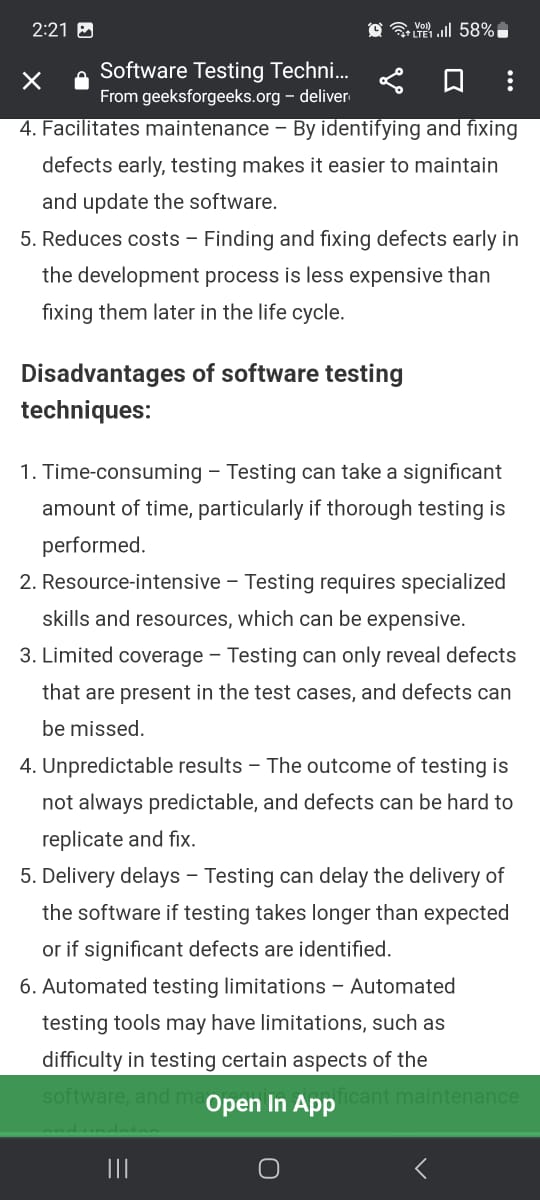 2:21 Vo)) LTE1 58%
Software Testing Techni...
From geeksforgeeks.org – deliver
4. Facilitates maintenance – By identifying and fixing
defects early, testing makes it easier to maintain
and update the software.
5. Reduces costs – Finding and fixing defects early in
the development process is less expensive than
fixing them later in the life cycle.
Disadvantages of software testing
techniques:
1. Time-consuming – Testing can take a significant
amount of time, particularly if thorough testing is
performed.
2. Resource-intensive – Testing requires specialized
skills and resources, which can be expensive.
3. Limited coverage – Testing can only reveal defects
that are present in the test cases, and defects can
be missed.
4. Unpredictable results – The outcome of testing is
not always predictable, and defects can be hard to
replicate and fix.
5. Delivery delays – Testing can delay the delivery of
the software if testing takes longer than expected
or if significant defects are identified.
6. Automated testing limitations – Automated
testing tools may have limitations, such as
difficulty in testing certain aspects of the
software, and maintenance
Open In App